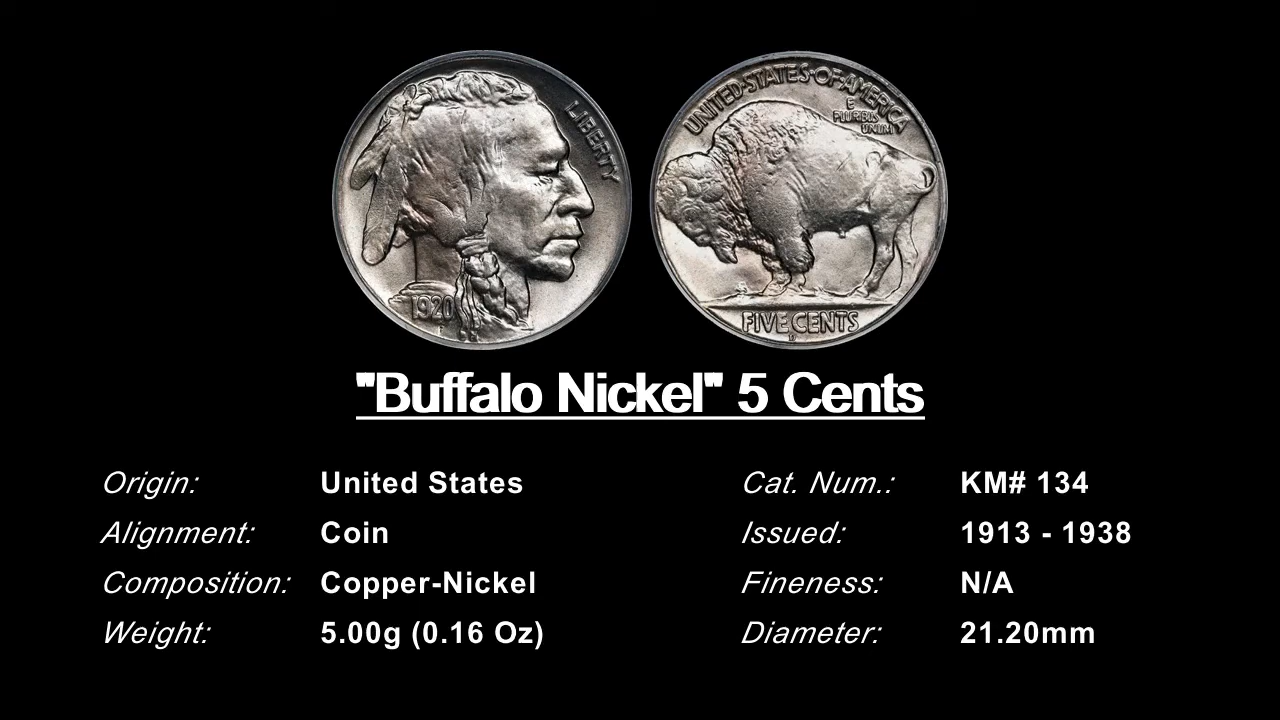 LIBERTY
1920
F
UNITED·STATES·OF·AMERICA
E
PLURIBUS
UNUM
FIVE CENTS
D
"Buffalo Nickel" 5 Cents
Origin: United States
Cat. Num.: KM# 134
Alignment: Coin
Issued: 1913 - 1938
Composition: Copper-Nickel
Fineness: N/A
Weight: 5.00g (0.16 Oz)
Diameter: 21.20mm